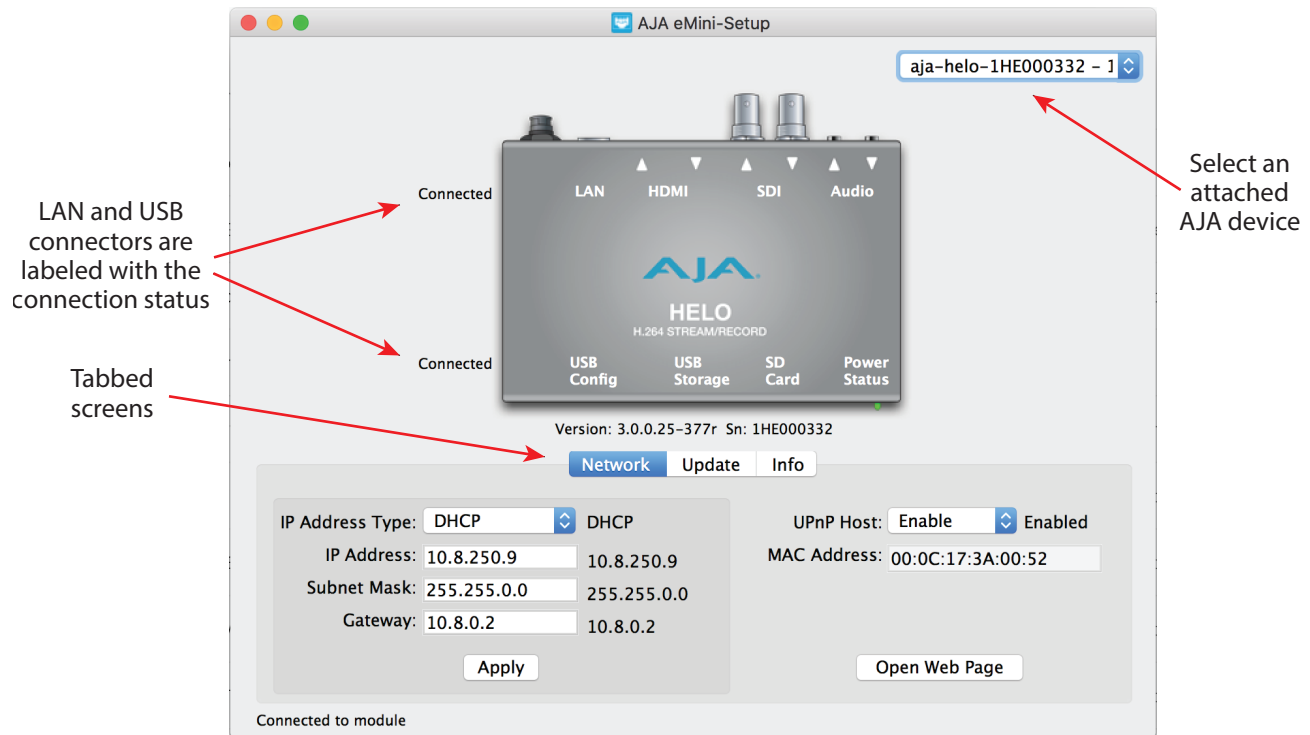 AJA eMini-Setup
aja-helo-1HE000332 – 1
Select an
attached
AJA device
Connected
LAN HDMI SDI Audio
LAN and USB
connectors are
labeled with the
connection status
AJA
HELO
H.264 STREAM/RECORD
Connected
USB Config
USB Storage
SD Card
Power Status
Tabbed
screens
Version: 3.0.0.25-377r Sn: 1HE000332
Network Update Info
IP Address Type: DHCP DHCP
UPnP Host: Enable Enabled
IP Address: 10.8.250.9 10.8.250.9
MAC Address: 00:0C:17:3A:00:52
Subnet Mask: 255.255.0.0 255.255.0.0
Gateway: 10.8.0.2 10.8.0.2
Apply
Open Web Page
Connected to module